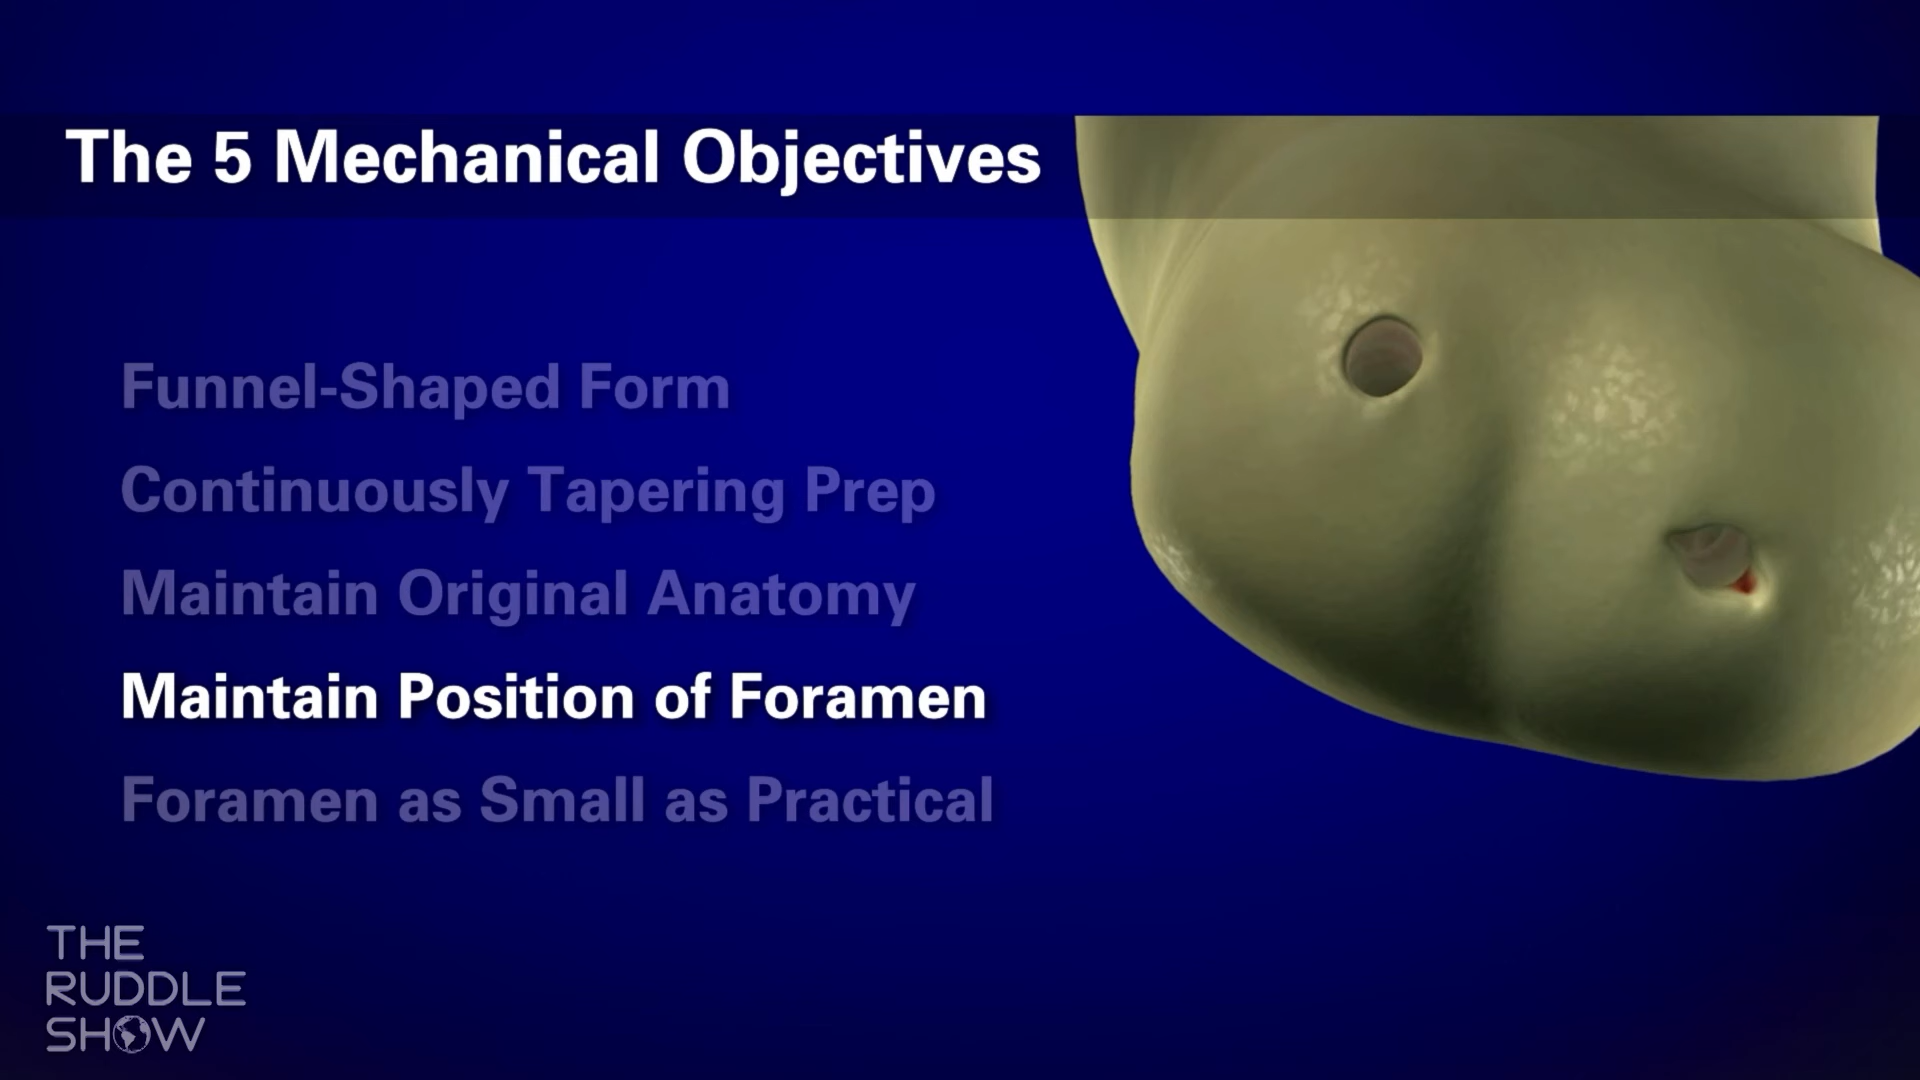 The 5 Mechanical Objectives
Funnel-Shaped Form
Continuously Tapering Prep
Maintain Original Anatomy
Maintain Position of Foramen
Foramen as Small as Practical
THE
RUDDLE
SHOW